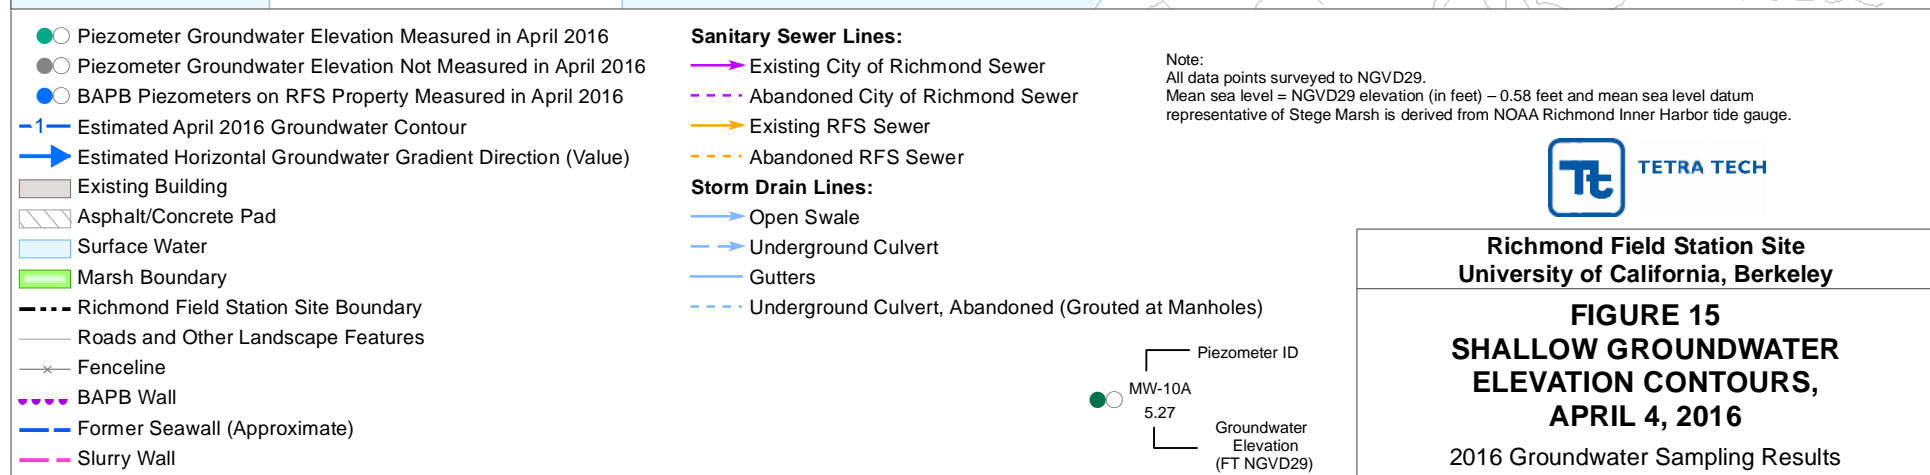 Piezometer Groundwater Elevation Measured in April 2016
Piezometer Groundwater Elevation Not Measured in April 2016
BAPB Piezometers on RFS Property Measured in April 2016
1
Estimated April 2016 Groundwater Contour
Estimated Horizontal Groundwater Gradient Direction (Value)
Existing Building
Asphalt/Concrete Pad
Surface Water
Marsh Boundary
Richmond Field Station Site Boundary
Roads and Other Landscape Features
Fenceline
BAPB Wall
Former Seawall (Approximate)
Slurry Wall
Sanitary Sewer Lines:
Existing City of Richmond Sewer
Abandoned City of Richmond Sewer
Existing RFS Sewer
Abandoned RFS Sewer
Storm Drain Lines:
Open Swale
Underground Culvert
Gutters
Underground Culvert, Abandoned (Grouted at Manholes)
Piezometer ID
MW-10A
5.27
Groundwater
Elevation
(FT NGVD29)
Note:
All data points surveyed to NGVD29.
Mean sea level = NGVD29 elevation (in feet) – 0.58 feet and mean sea level datum
representative of Stege Marsh is derived from NOAA Richmond Inner Harbor tide gauge.
Tt
TETRA TECH
Richmond Field Station Site
University of California, Berkeley
FIGURE 15
SHALLOW GROUNDWATER
ELEVATION CONTOURS,
APRIL 4, 2016
2016 Groundwater Sampling Results